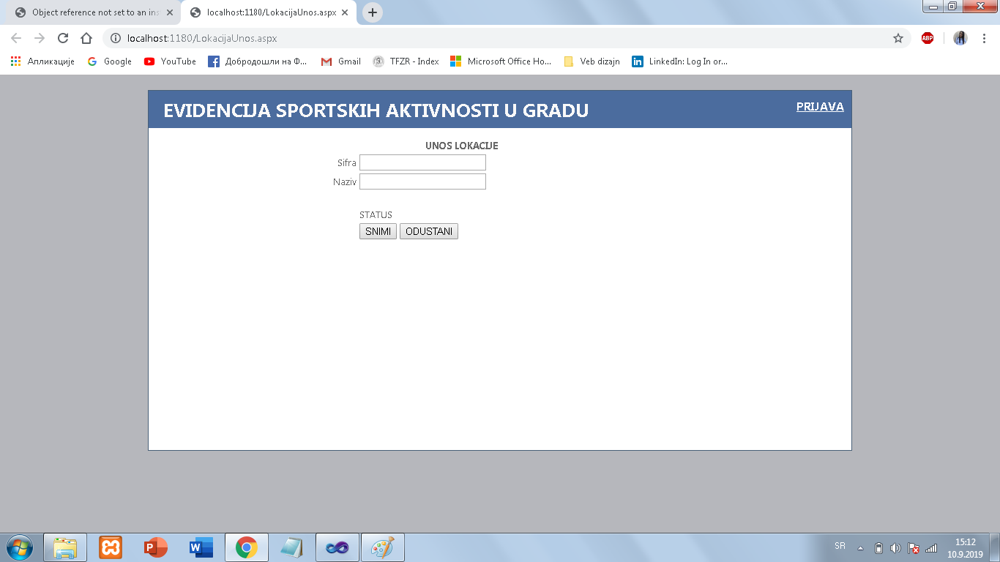 Object reference not set to an ins
localhost:1180/LokacijaUnos.aspx
localhost:1180/LokacijaUnos.aspx
ABP
Апликације
Google
YouTube
Добродошли на Ф...
Gmail
TFZR - Index
Microsoft Office Ho...
Veb dizajn
LinkedIn: Log In or...
EVIDENCIJA SPORTSKIH AKTIVNOSTI U GRADU
PRIJAVA
UNOS LOKACIJE
Sifra
Naziv
STATUS
SNIMI
ODUSTANI
SR
15:12
10.9.2019